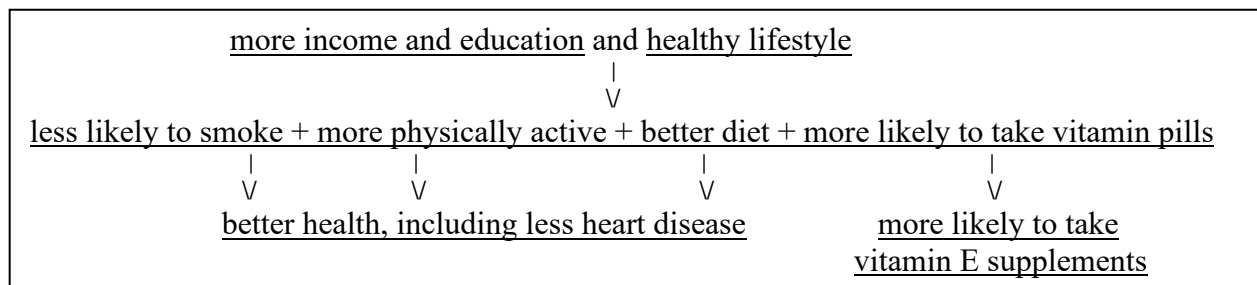 more income and education and healthy lifestyle
less likely to smoke + more physically active + better diet + more likely to take vitamin pills
better health, including less heart disease more likely to take
vitamin E supplements